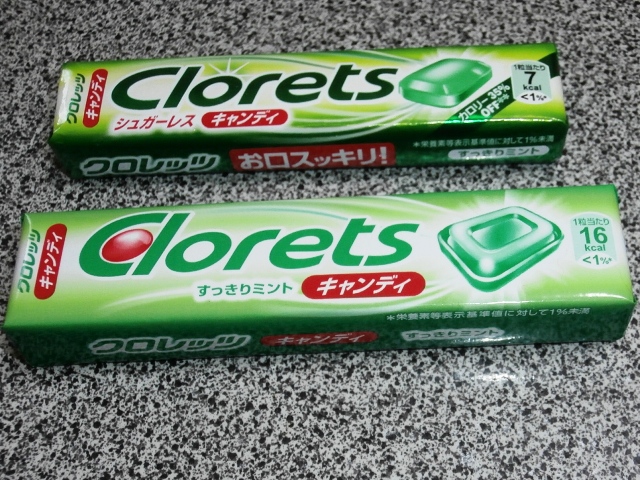 クロレッツ
キャンディ
Clorets
シュガーレス キャンディ
カロリー 35%
OFF
1粒当たり
7
kcal
<1%*
*栄養素等表示基準値に対して1%未満
クロレッツ お口スッキリ! すっきりミント
クロレッツ
キャンディ
Clorets
すっきりミント キャンディ
1粒当たり
16
kcal
<1%*
*栄養素等表示基準値に対して1%未満
クロレッツ キャンディ すっきりミント